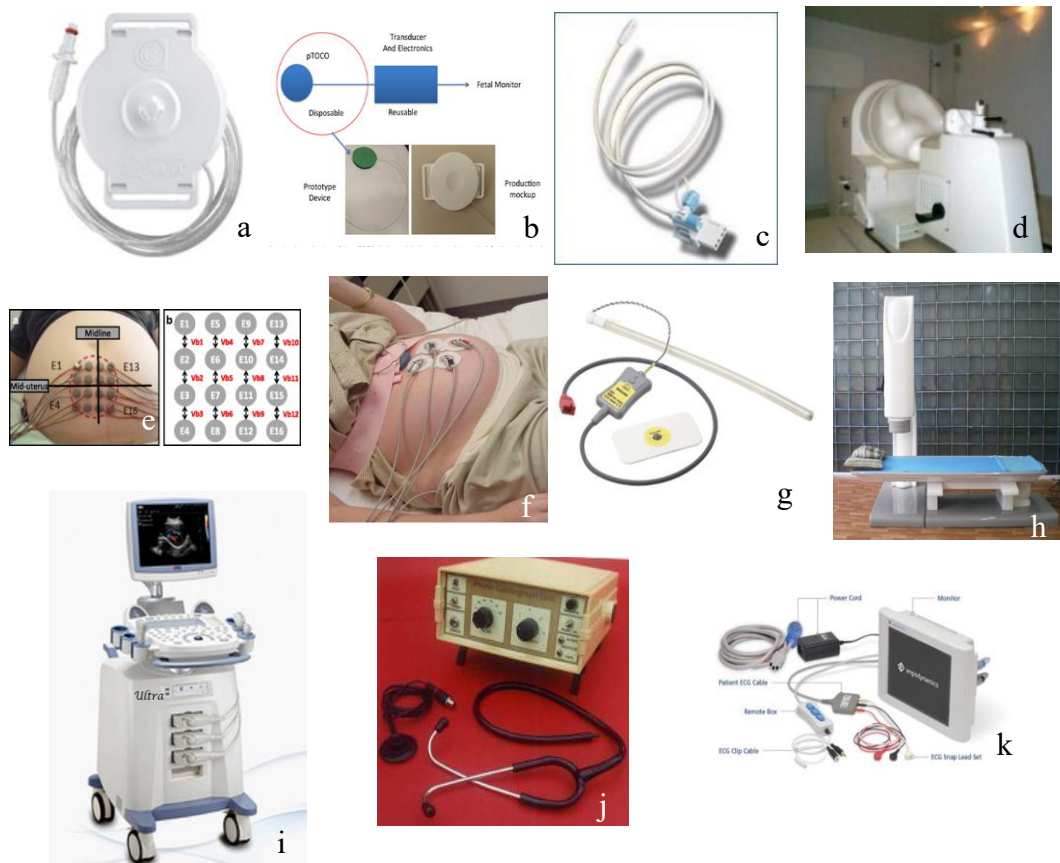 a
pTOCO
Transducer
And Electronics
Fetal Monitor
Disposable
Reusable
Prototype
Device
Production
mockup
b
c
d
Midline
E1
E13
Mid-uterus
E4
E16
e
b
E1 E5 E9 E13
Vb1 Vb4 Vb7 Vb10
E2 E6 E10 E14
Vb2 Vb5 Vb8 Vb11
E3 E7 E11 E15
Vb3 Vb6 Vb9 Vb12
E4 E8 E12 E16
f
g
h
Ultra
i
j
Power Cord
Monitor
Patient ECG Cable
Remote Box
ECG Clip Cable
ECG Snap Lead Set
k